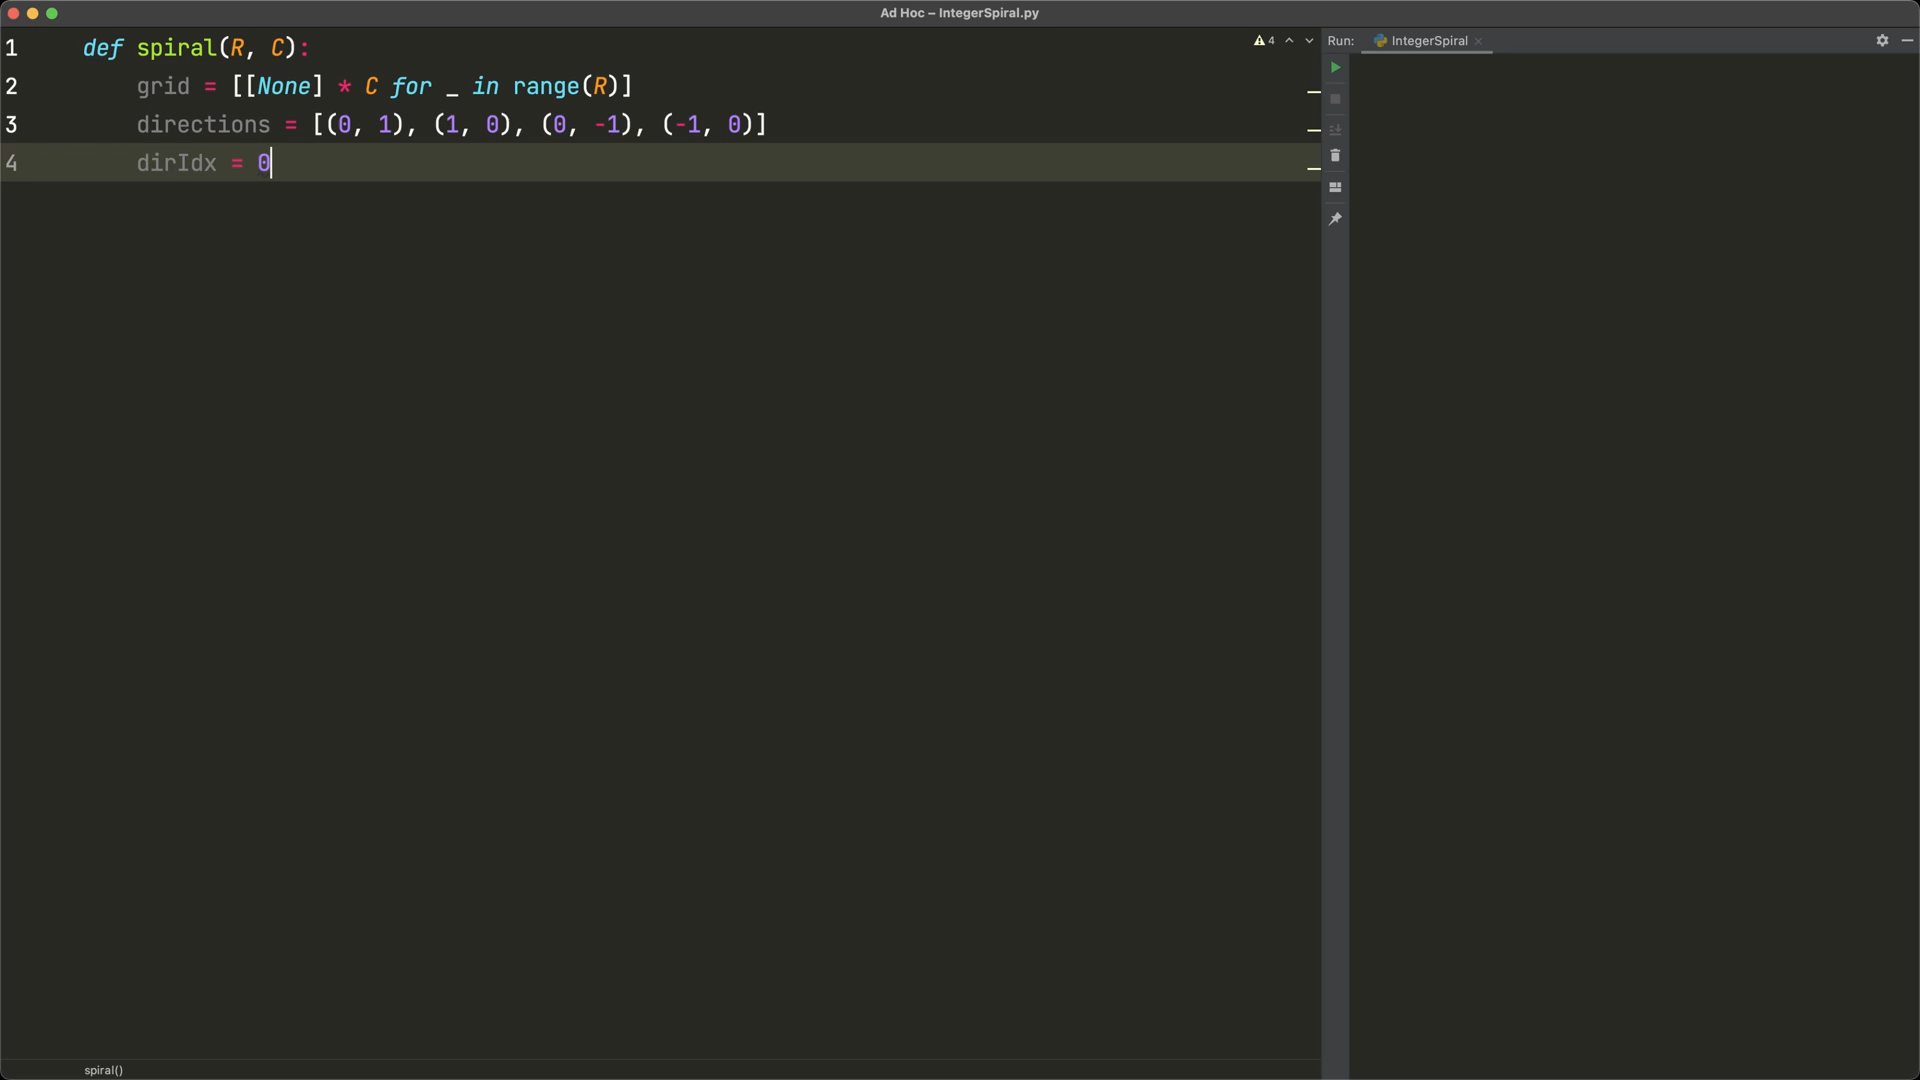 Ad Hoc – IntegerSpiral.py
1 def spiral(R, C):
2 grid = [[None] * C for _ in range(R)]
3 directions = [(0, 1), (1, 0), (0, -1), (-1, 0)]
4 dirIdx = 0
4
Run: IntegerSpiral
spiral()